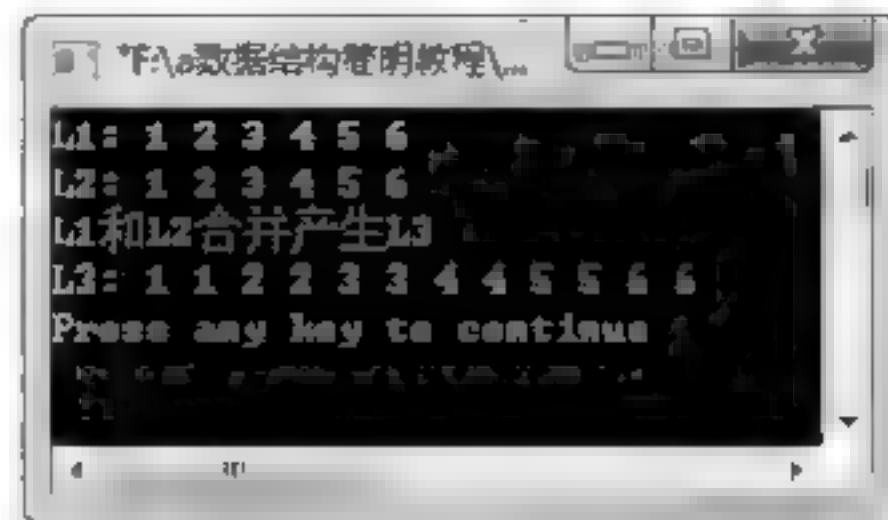 "F:\a数据结构简明教程\...
L1: 1 2 3 4 5 6
L2: 1 2 3 4 5 6
L1和L2合并产生L3
L3: 1 1 2 2 3 3 4 4 5 5 6 6
Press any key to continue